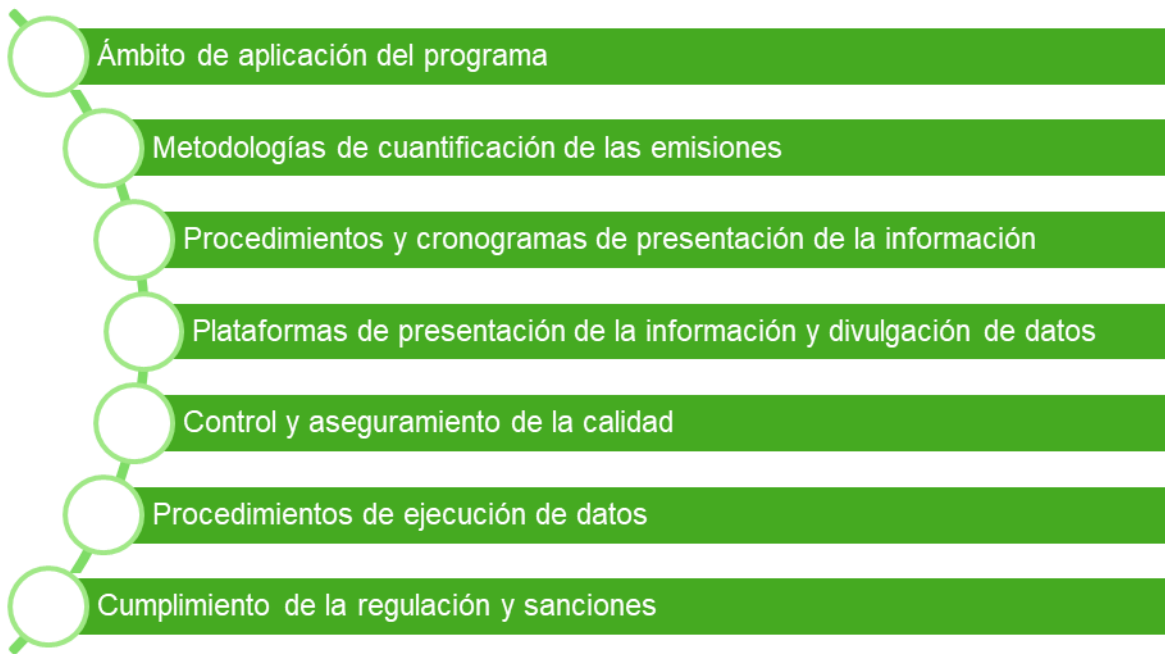 Ámbito de aplicación del programa
Metodologías de cuantificación de las emisiones
Procedimientos y cronogramas de presentación de la información
Plataformas de presentación de la información y divulgación de datos
Control y aseguramiento de la calidad
Procedimientos de ejecución de datos
Cumplimiento de la regulación y sanciones